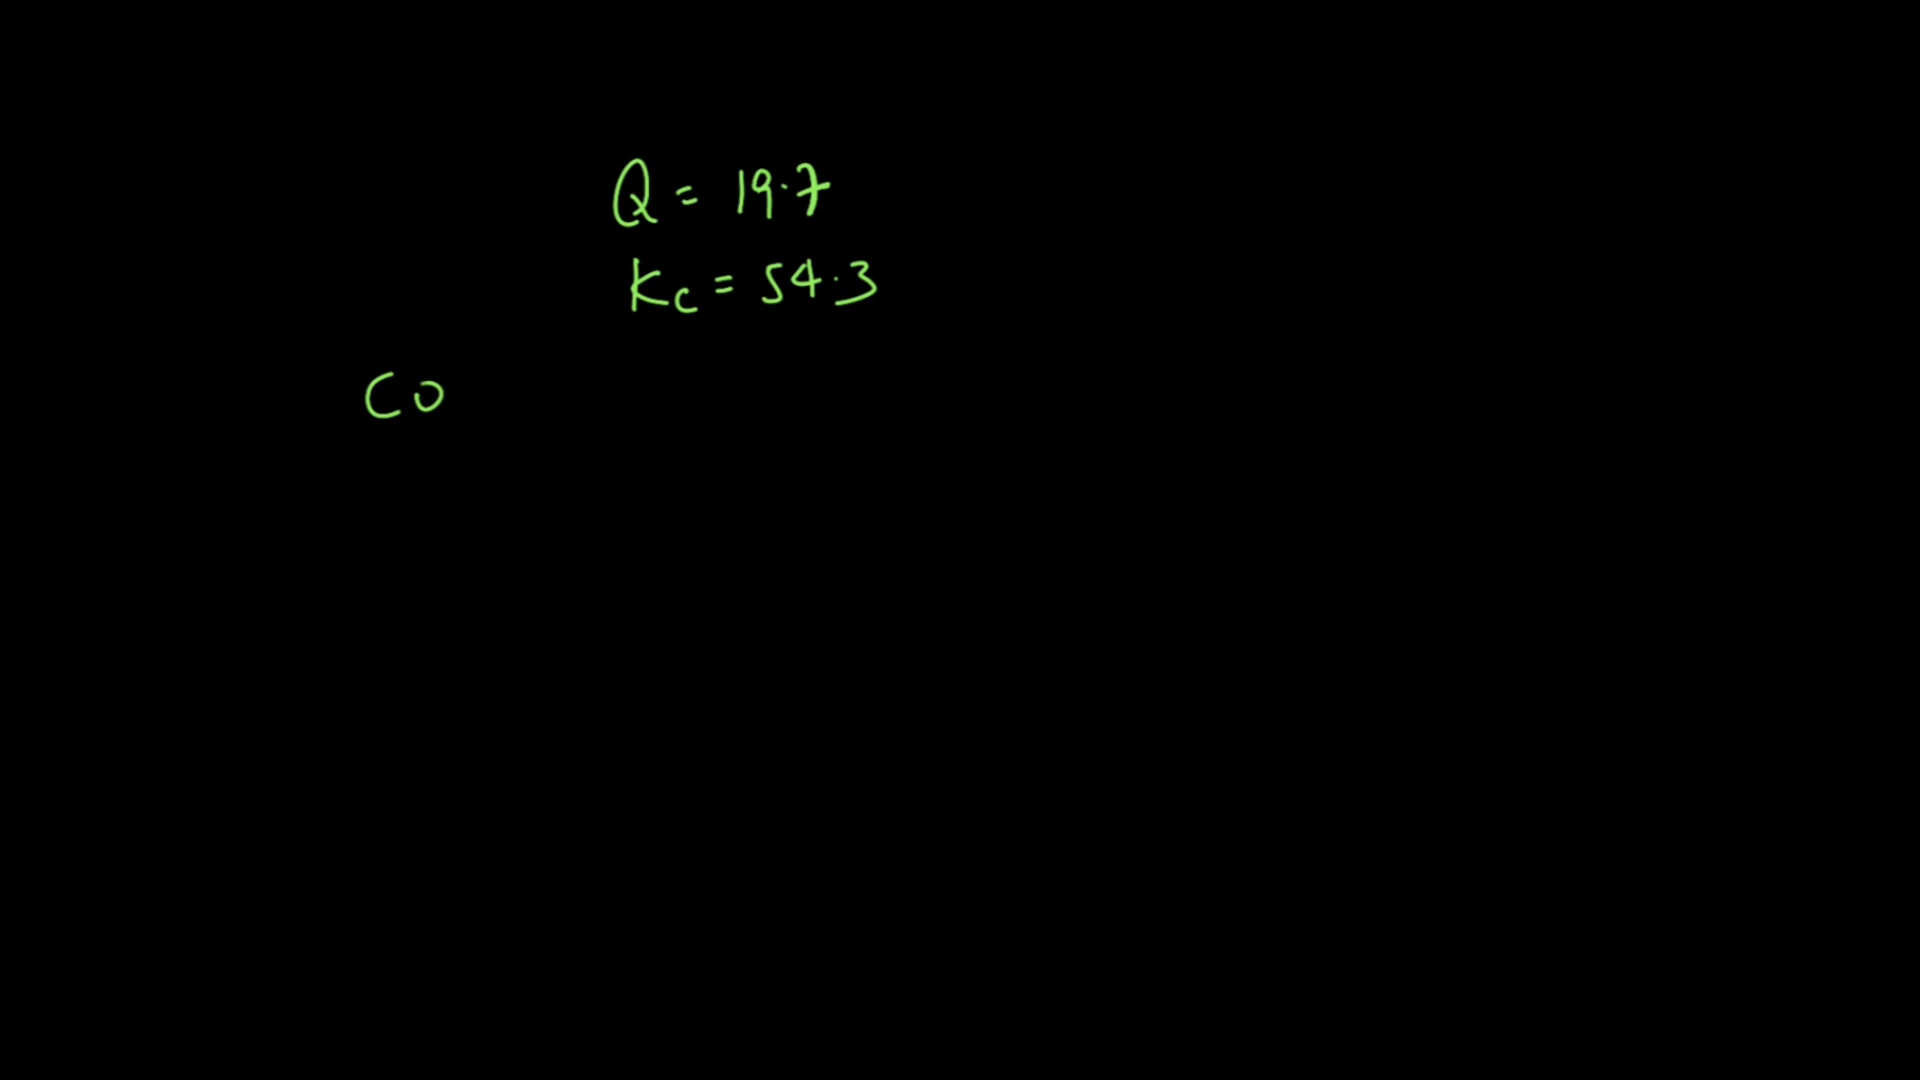 Q = 19.7
Kc = 54.3
Co